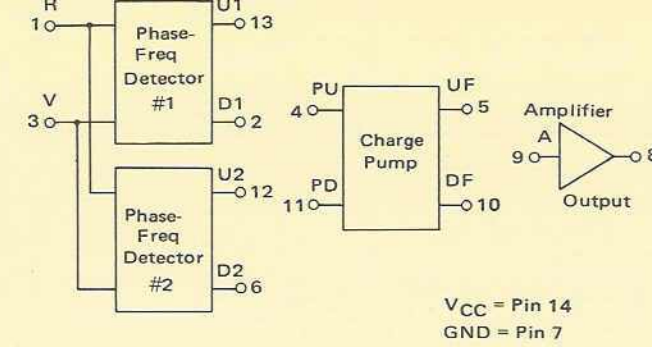 R
1
U1
13
Phase-
Freq
Detector
#1
V
3
D1
2
U2
12
Phase-
Freq
Detector
#2
D2
6
PU
4
UF
5
Charge
Pump
PD
11
DF
10
Amplifier
A
9
8
Output
VCC = Pin 14
GND = Pin 7